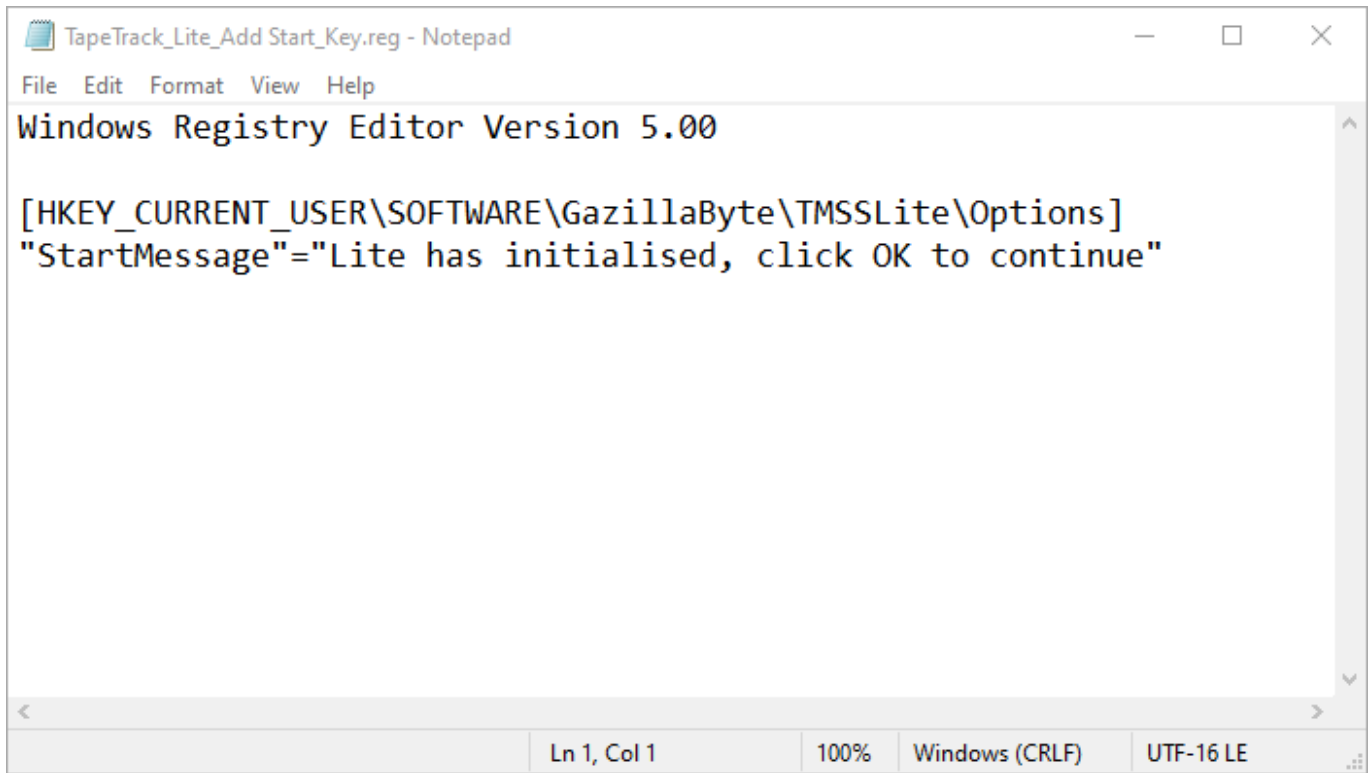 TapeTrack_Lite_Add Start_Key.reg - Notepad
File Edit Format View Help
Windows Registry Editor Version 5.00
[HKEY_CURRENT_USER\SOFTWARE\GazillaByte\TMSSLite\Options]
"StartMessage"="Lite has initialised, click OK to continue"
Ln 1, Col 1 100% Windows (CRLF) UTF-16 LE